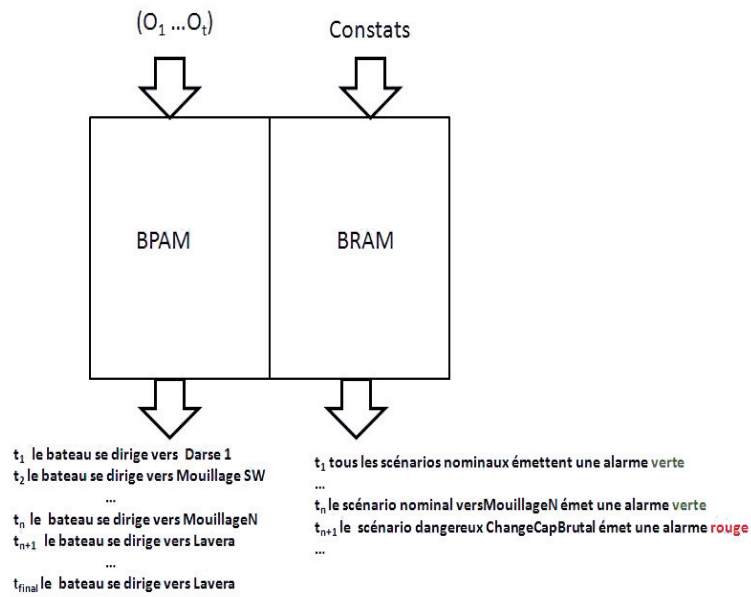 (O₁ ...Oₜ)
Constats
BPAM
BRAM
t₁ le bateau se dirige vers Darse 1
t₂ le bateau se dirige vers Mouillage SW
...
tₙ le bateau se dirige vers MouillageN
tₙ₊₁ le bateau se dirige vers Lavera
...
t_final le bateau se dirige vers Lavera
t₁ tous les scénarios nominaux émettent une alarme verte
...
tₙ le scénario nominal versMouillageN émet une alarme verte
tₙ₊₁ le scénario dangereux ChangeCapBrutal émet une alarme rouge
...